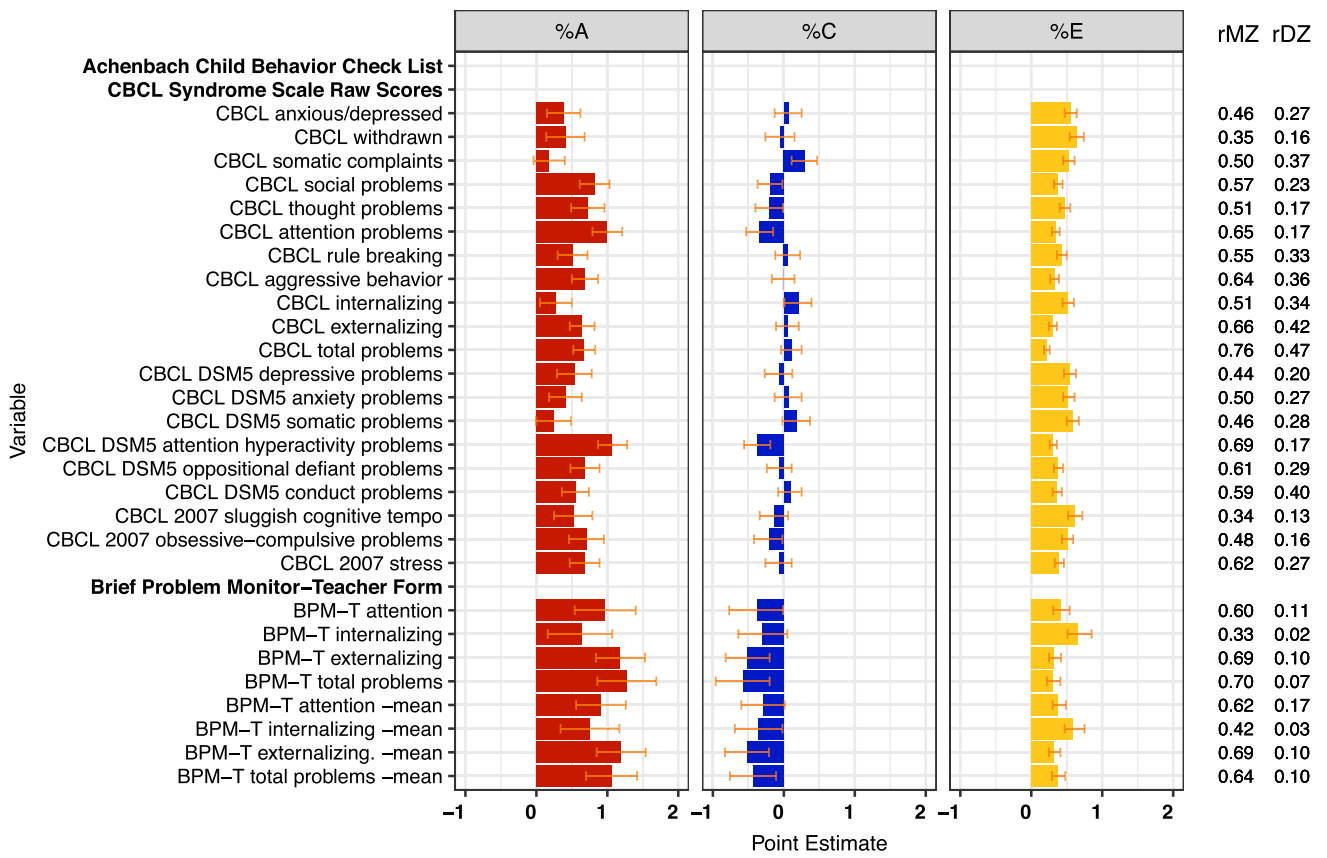 %A %C %E rMZ rDZ
Achenbach Child Behavior Check List
CBCL Syndrome Scale Raw Scores
CBCL anxious/depressed 0.46 0.27
CBCL withdrawn 0.35 0.16
CBCL somatic complaints 0.50 0.37
CBCL social problems 0.57 0.23
CBCL thought problems 0.51 0.17
CBCL attention problems 0.65 0.17
CBCL rule breaking 0.55 0.33
CBCL aggressive behavior 0.64 0.36
CBCL internalizing 0.51 0.34
CBCL externalizing 0.66 0.42
CBCL total problems 0.76 0.47
CBCL DSM5 depressive problems 0.44 0.20
CBCL DSM5 anxiety problems 0.50 0.27
CBCL DSM5 somatic problems 0.46 0.28
CBCL DSM5 attention hyperactivity problems 0.69 0.17
CBCL DSM5 oppositional defiant problems 0.61 0.29
CBCL DSM5 conduct problems 0.59 0.40
CBCL 2007 sluggish cognitive tempo 0.34 0.13
CBCL 2007 obsessive−compulsive problems 0.48 0.16
CBCL 2007 stress 0.62 0.27
Brief Problem Monitor−Teacher Form
BPM−T attention 0.60 0.11
BPM−T internalizing 0.33 0.02
BPM−T externalizing 0.69 0.10
BPM−T total problems 0.70 0.07
BPM−T attention −mean 0.62 0.17
BPM−T internalizing −mean 0.42 0.03
BPM−T externalizing. −mean 0.69 0.10
BPM−T total problems −mean 0.64 0.10
Variable
−1 0 1 2 −1 0 1 2 −1 0 1 2
Point Estimate